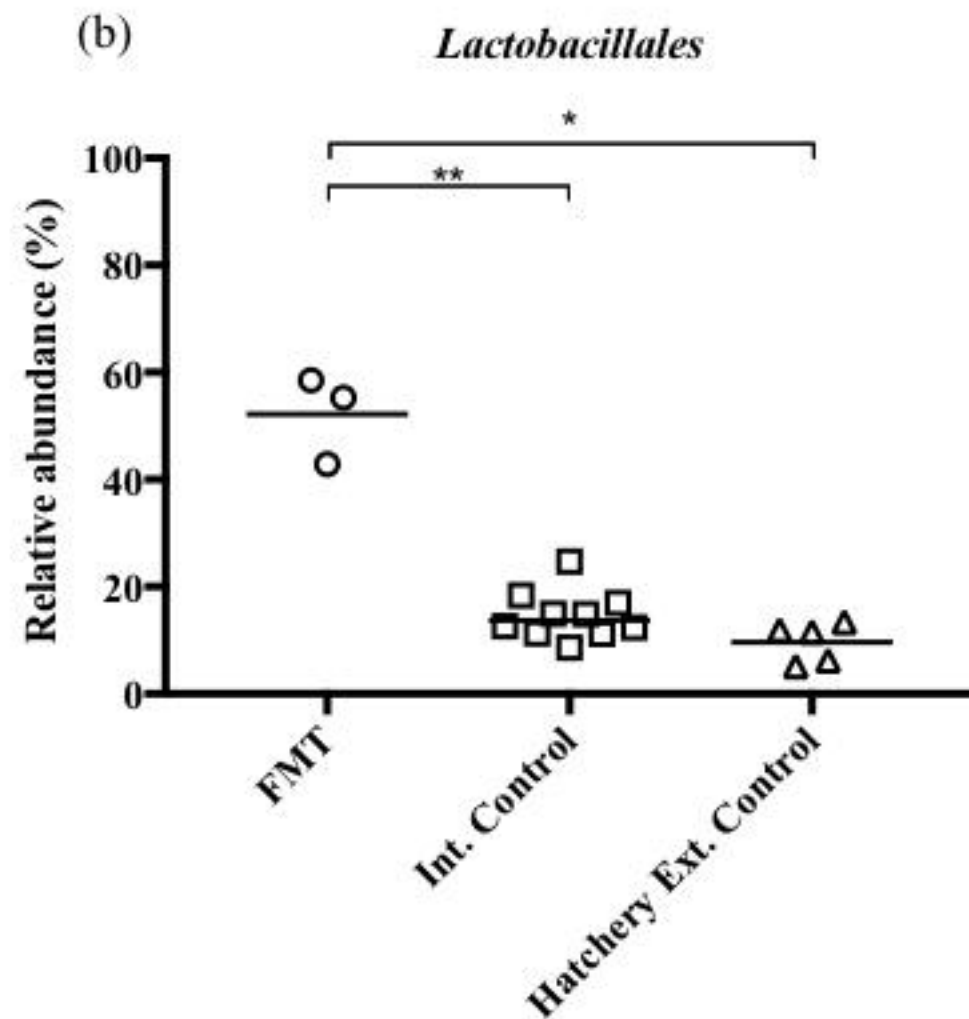 (b)
Lactobacillales
*
**
Relative abundance (%)
100
80
60
40
20
0
FMT
Int. Control
Hatchery Ext. Control